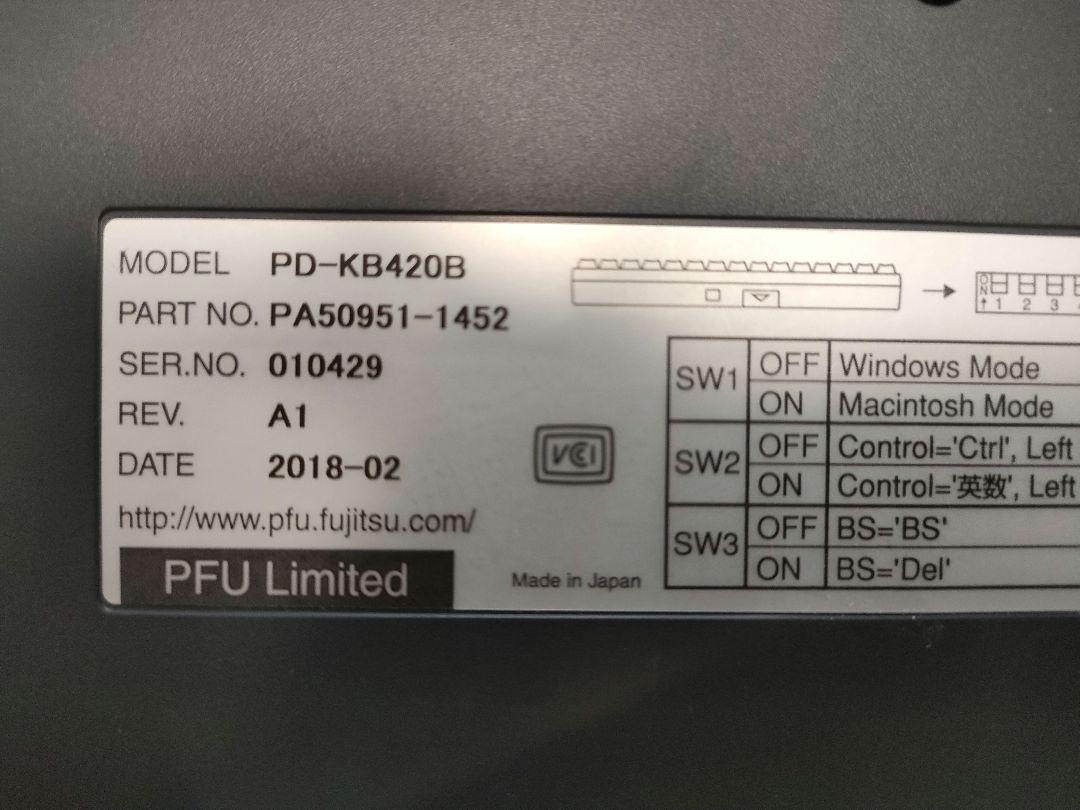 MODEL PD-KB420B
PART NO. PA50951-1452
SER.NO. 010429
REV. A1
DATE 2018-02
http://www.pfu.fujitsu.com/
PFU Limited
VCCI
Made in Japan
ON
↑ 1 2 3
SW1 OFF Windows Mode
ON Macintosh Mode
SW2 OFF Control='Ctrl', Left
ON Control='英数', Left
SW3 OFF BS='BS'
ON BS='Del'